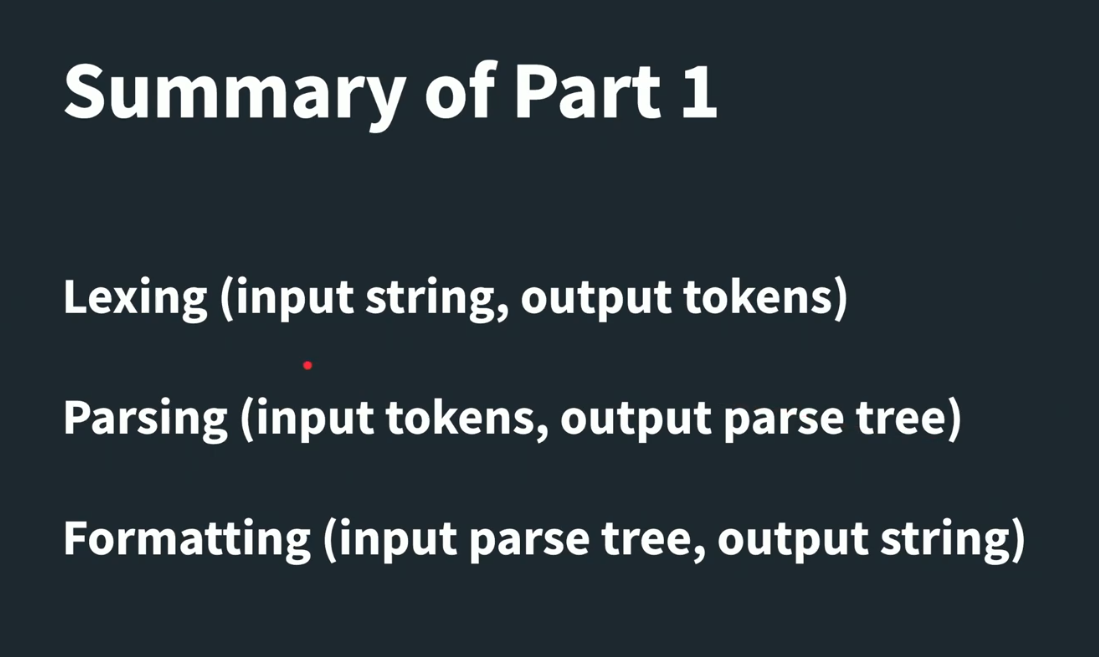 Summary of Part 1
Lexing (input string, output tokens)
Parsing (input tokens, output parse tree)
Formatting (input parse tree, output string)